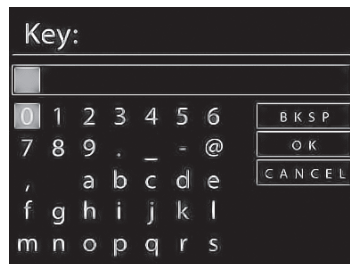 Key:
0 1 2 3 4 5 6 BKSP
7 8 9 . _ - @ OK
, a b c d e CANCEL
f g h i j k l
m n o p q r s